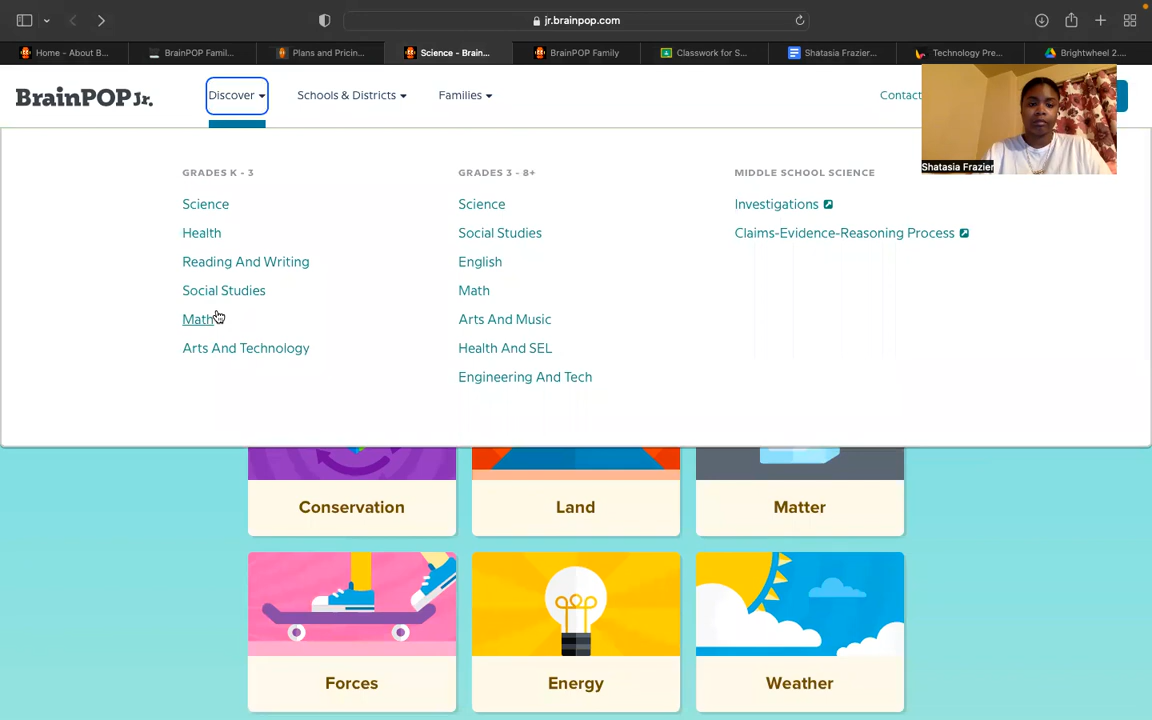 jr.brainpop.com
Home - About B...
BrainPOP Famil...
Plans and Pricin...
Science - Brain...
BrainPOP Family
Classwork for S...
Shatasia Frazier...
Technology Pre...
Brightwheel 2....
BrainPOP Jr.
Discover
Schools & Districts
Families
Contact
Shatasia Frazier
GRADES K - 3
Science
Health
Reading And Writing
Social Studies
Math
Arts And Technology
GRADES 3 - 8+
Science
Social Studies
English
Math
Arts And Music
Health And SEL
Engineering And Tech
MIDDLE SCHOOL SCIENCE
Investigations
Claims-Evidence-Reasoning Process
Conservation
Land
Matter
Forces
Energy
Weather